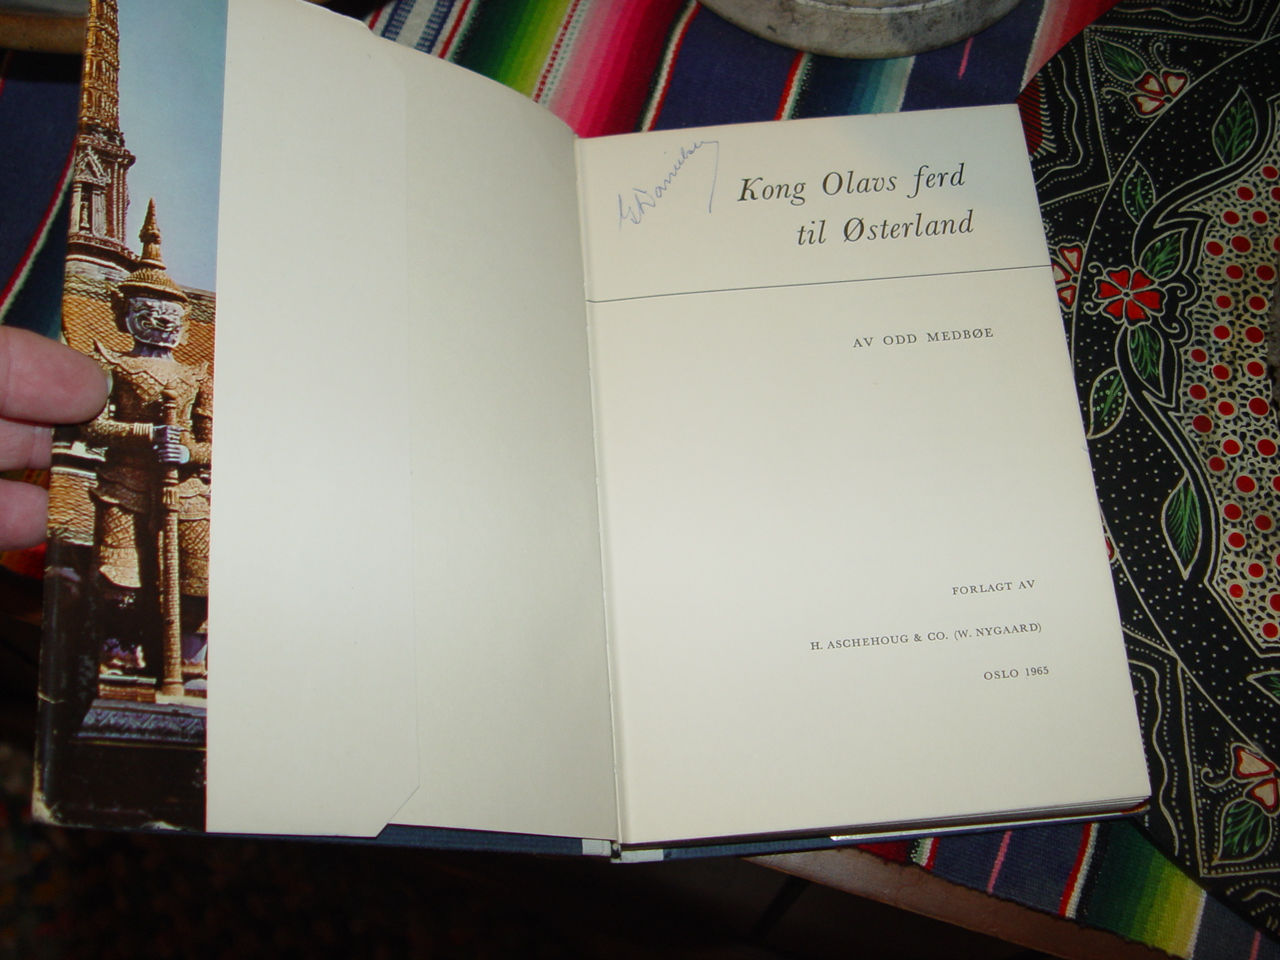 Kong Olavs ferd
til Østerland
AV ODD MEDBØE
FORLAGT AV
H. ASCHEHOUG & CO. (W. NYGAARD)
OSLO 1965